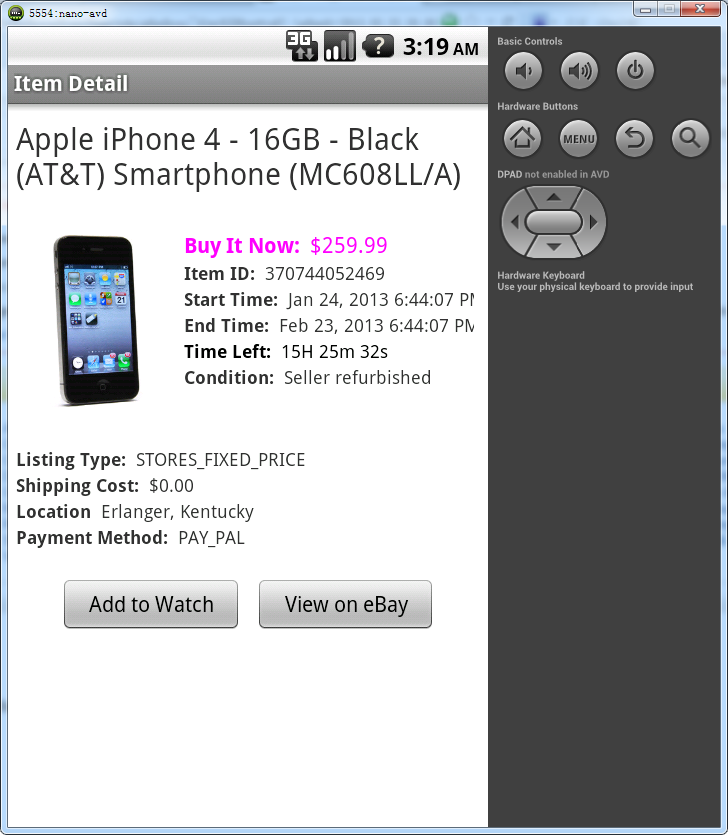 5554:nano-avd
3G ? 3:19 AM
Item Detail
Apple iPhone 4 - 16GB - Black
(AT&T) Smartphone (MC608LL/A)
Buy It Now: $259.99
Item ID: 370744052469
Start Time: Jan 24, 2013 6:44:07 PM
End Time: Feb 23, 2013 6:44:07 PM
Time Left: 15H 25m 32s
Condition: Seller refurbished
Listing Type: STORES_FIXED_PRICE
Shipping Cost: $0.00
Location Erlanger, Kentucky
Payment Method: PAY_PAL
Add to Watch
View on eBay
Basic Controls
Hardware Buttons
MENU
DPAD not enabled in AVD
Hardware Keyboard
Use your physical keyboard to provide input